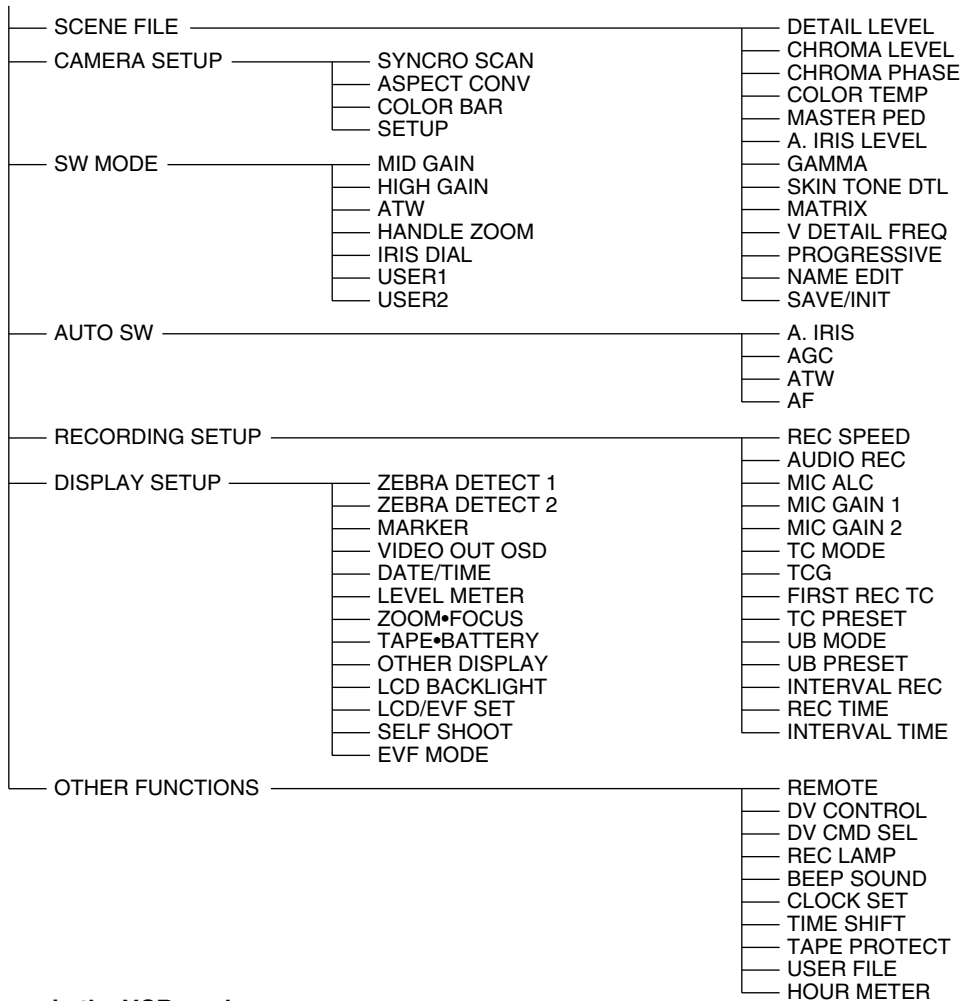 SCENE FILE
DETAIL LEVEL
CHROMA LEVEL
CHROMA PHASE
COLOR TEMP
MASTER PED
A. IRIS LEVEL
GAMMA
SKIN TONE DTL
MATRIX
V DETAIL FREQ
PROGRESSIVE
NAME EDIT
SAVE/INIT
CAMERA SETUP
SYNCRO SCAN
ASPECT CONV
COLOR BAR
SETUP
SW MODE
MID GAIN
HIGH GAIN
ATW
HANDLE ZOOM
IRIS DIAL
USER1
USER2
AUTO SW
A. IRIS
AGC
ATW
AF
RECORDING SETUP
REC SPEED
AUDIO REC
MIC ALC
MIC GAIN 1
MIC GAIN 2
TC MODE
TCG
FIRST REC TC
TC PRESET
UB MODE
UB PRESET
INTERVAL REC
REC TIME
INTERVAL TIME
DISPLAY SETUP
ZEBRA DETECT 1
ZEBRA DETECT 2
MARKER
VIDEO OUT OSD
DATE/TIME
LEVEL METER
ZOOM•FOCUS
TAPE•BATTERY
OTHER DISPLAY
LCD BACKLIGHT
LCD/EVF SET
SELF SHOOT
EVF MODE
OTHER FUNCTIONS
REMOTE
DV CONTROL
DV CMD SEL
REC LAMP
BEEP SOUND
CLOCK SET
TIME SHIFT
TAPE PROTECT
USER FILE
HOUR METER